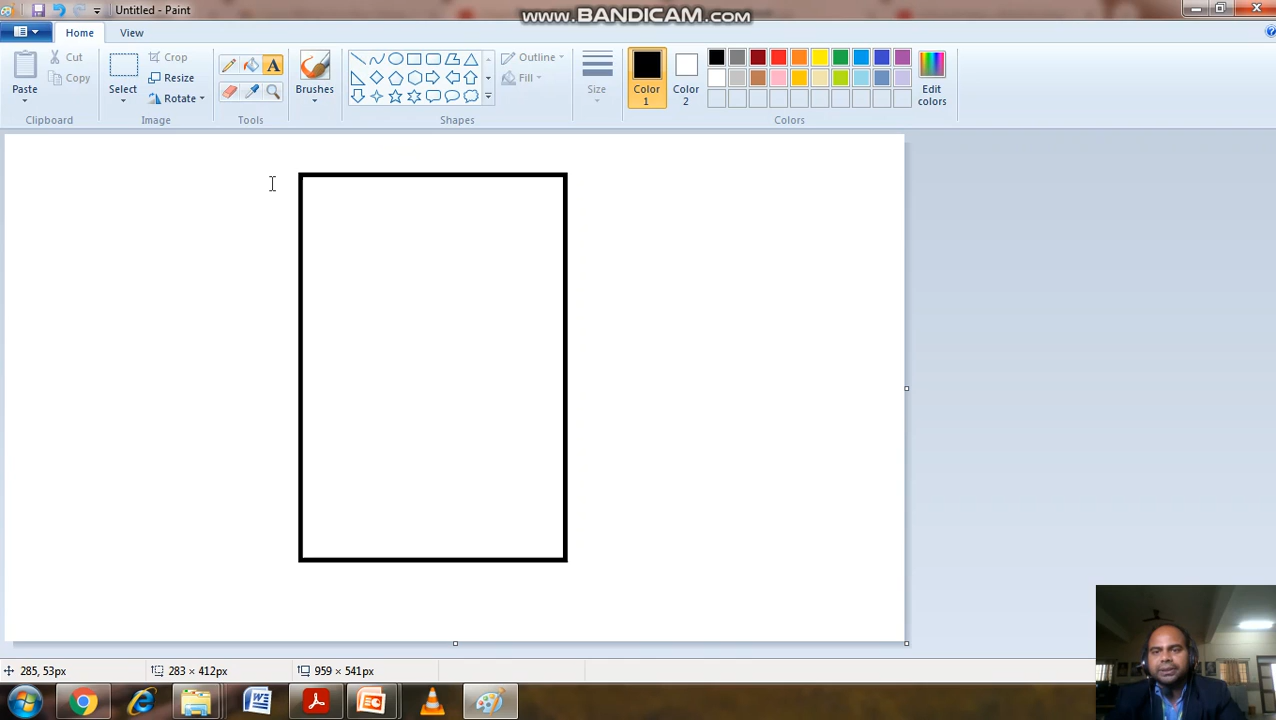 Untitled - Paint
www.BANDICAM.com
Home View
Paste
Cut
Copy
Clipboard
Select
Crop
Resize
Rotate
Image
A
Tools
Brushes
Outline
Fill
Shapes
Size
Color 1
Color 2
Edit colors
Colors
285, 53px
283 × 412px
959 × 541px